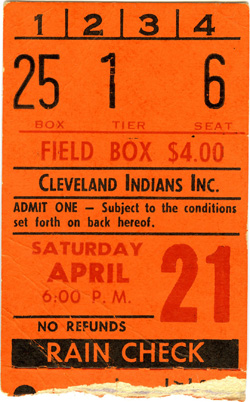 1 2 3 4
25 1 6
BOX TIER SEAT
FIELD BOX $4.00
CLEVELAND INDIANS INC.
ADMIT ONE — Subject to the conditions
set forth on back hereof.
SATURDAY
APRIL 21
6:00 P. M.
NO REFUNDS
RAIN CHECK